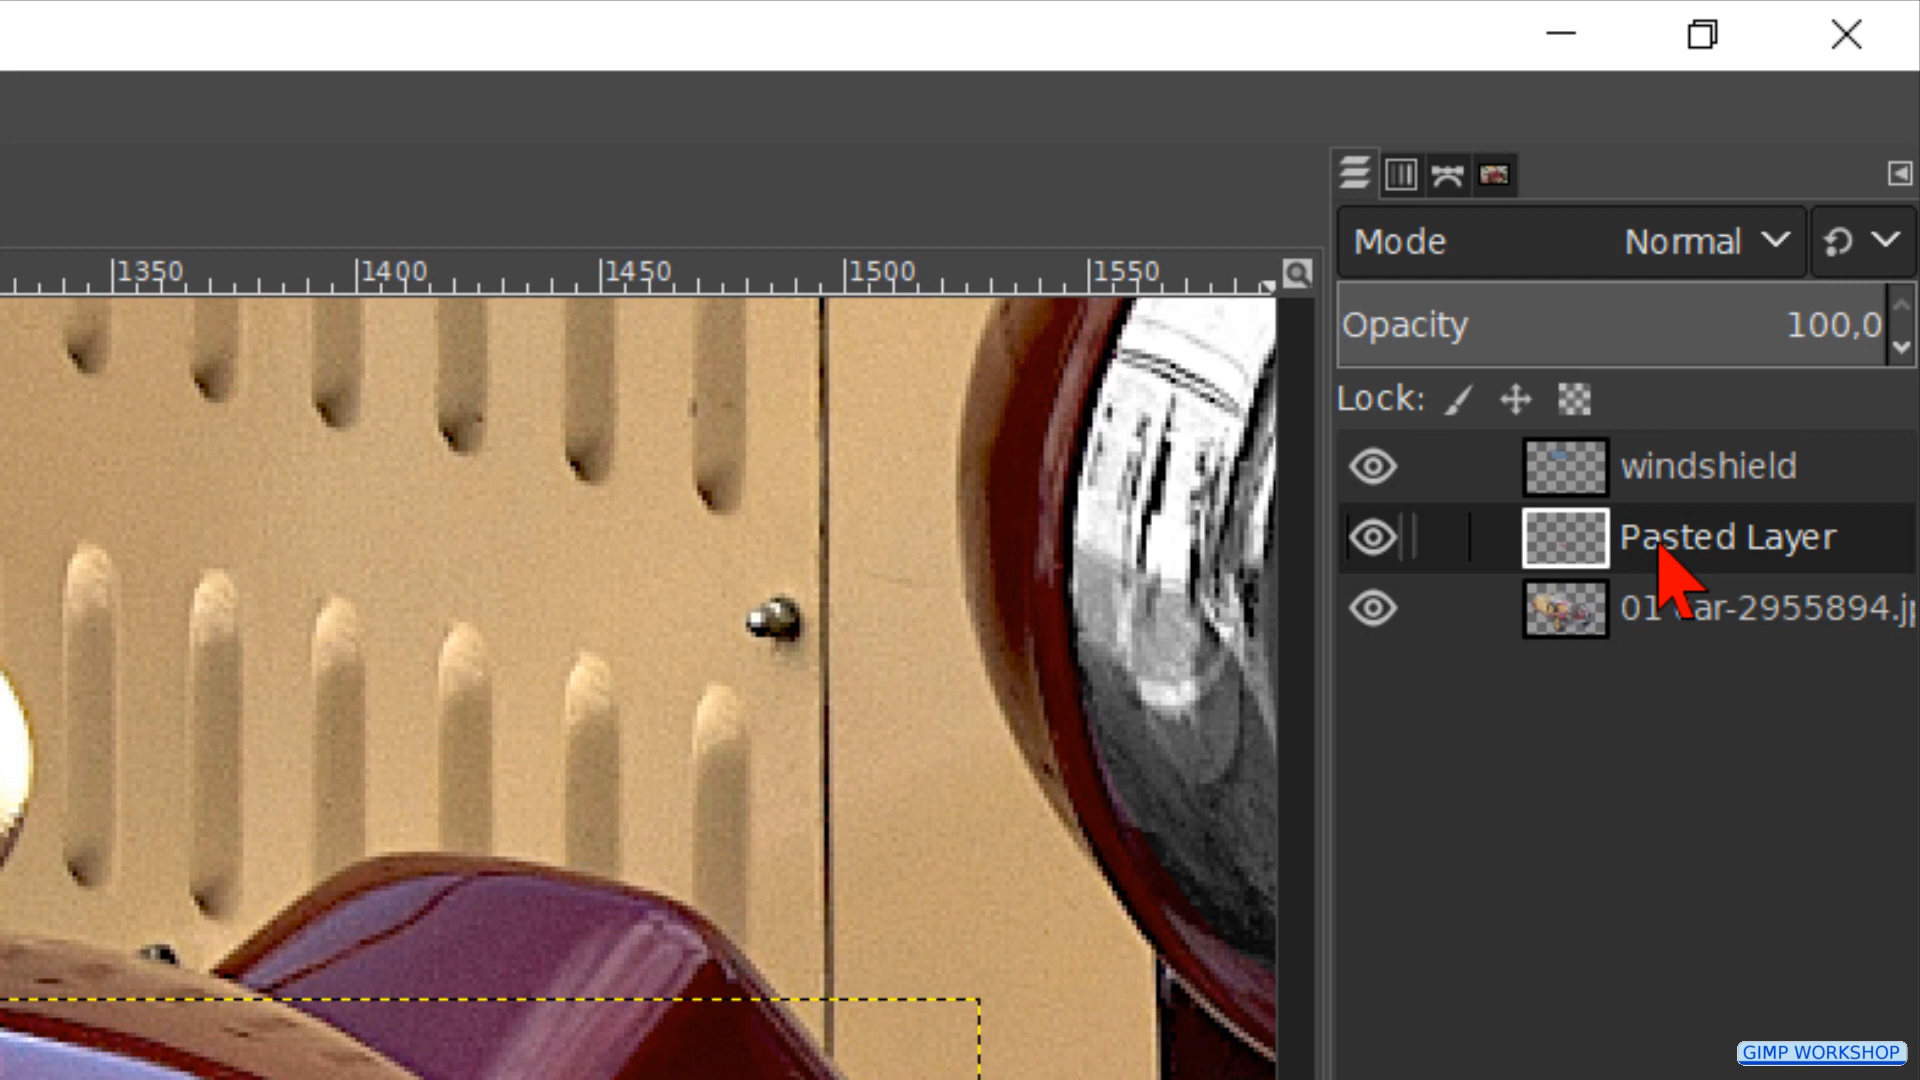 1350 1400 1450 1500 1550
Mode Normal
Opacity 100,0
Lock:
windshield
Pasted Layer
GIMP WORKSHOP